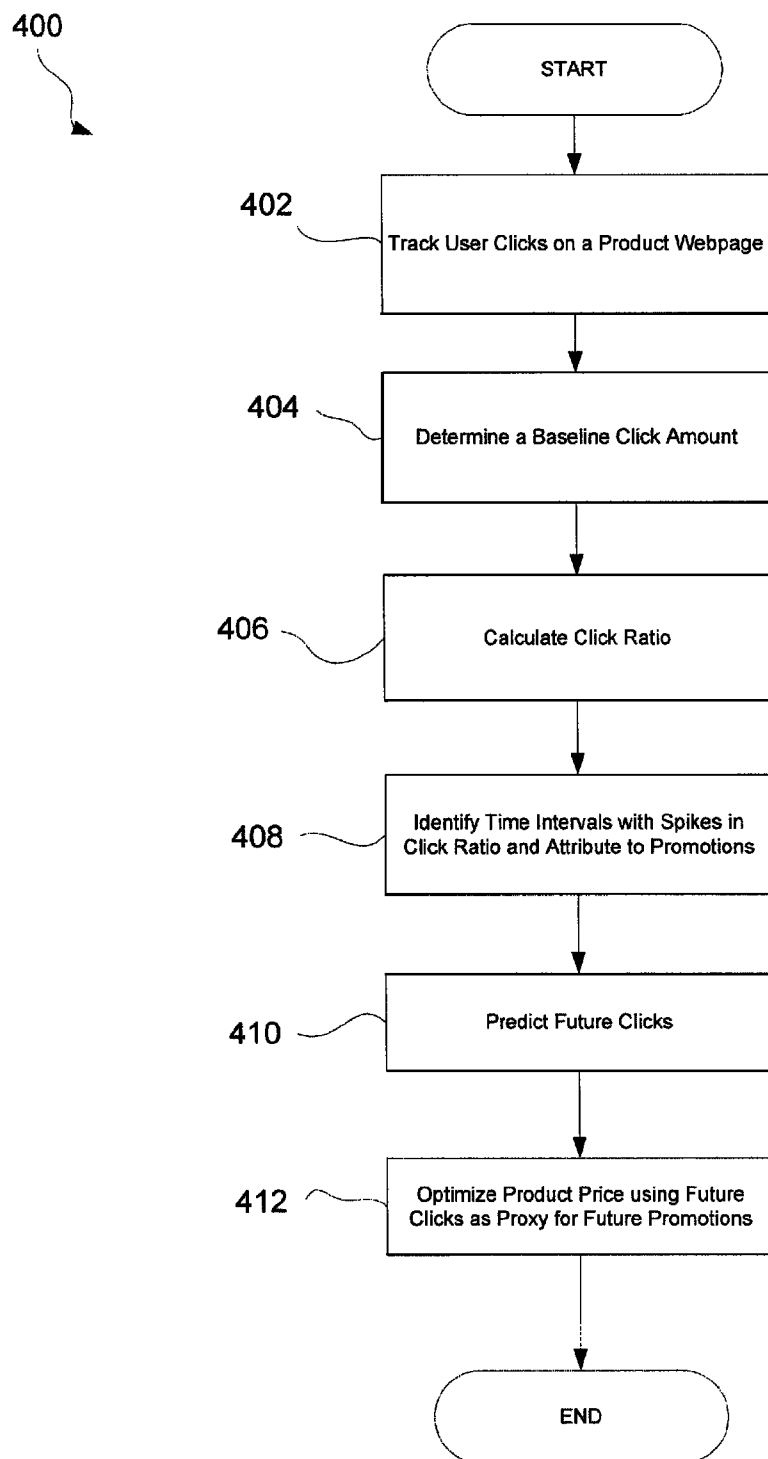 400
START
402
Track User Clicks on a Product Webpage
404
Determine a Baseline Click Amount
406
Calculate Click Ratio
408
Identify Time Intervals with Spikes in
Click Ratio and Attribute to Promotions
410
Predict Future Clicks
412
Optimize Product Price using Future
Clicks as Proxy for Future Promotions
END